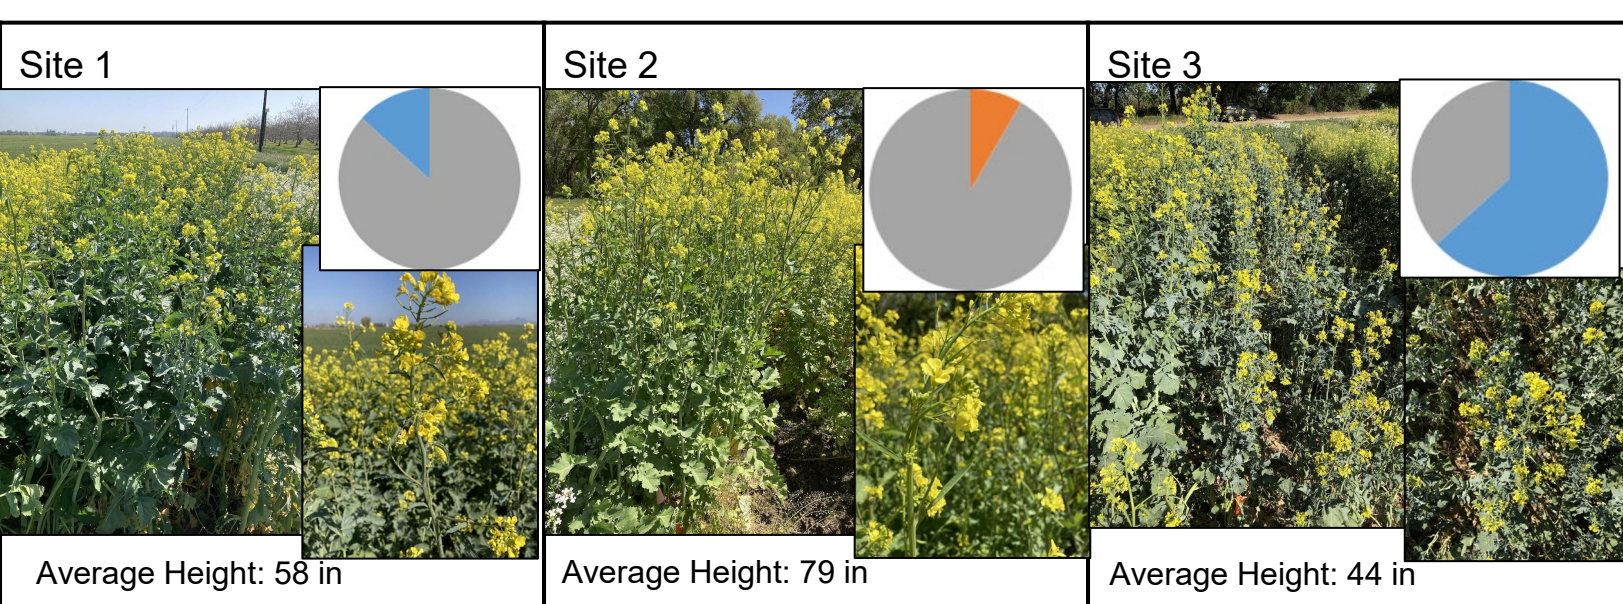 Site 1
Site 2
Site 3
Average Height: 58 in
Average Height: 79 in
Average Height: 44 in